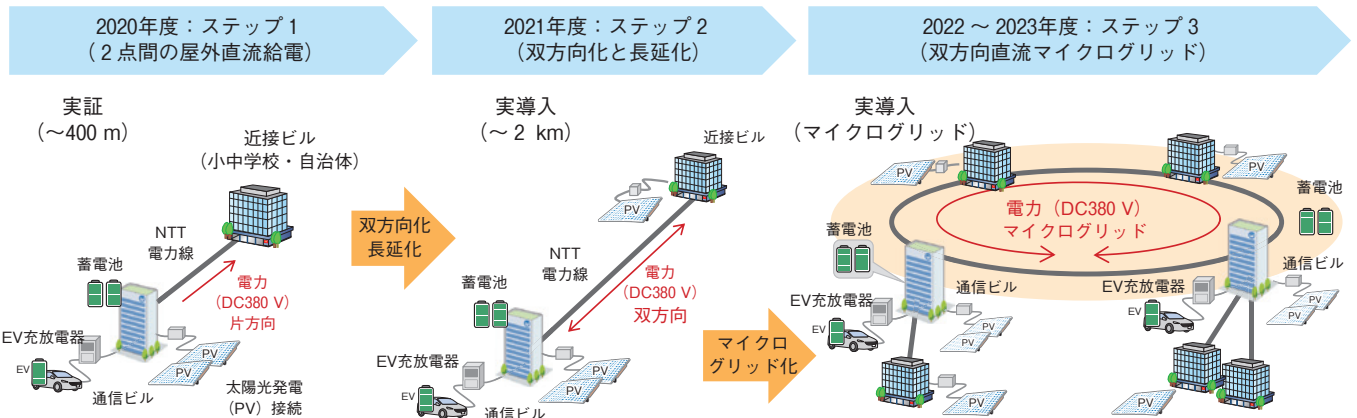 2020年度：ステップ 1
（2 点間の屋外直流給電）
2021年度：ステップ 2
（双方向化と長延化）
2022 ～ 2023年度：ステップ 3
（双方向直流マイクログリッド）
実証
（～400 m）
近接ビル
（小中学校・自治体）
NTT
電力線
蓄電池
電力
（DC380 V）
片方向
EV充放電器
EV
通信ビル
PV
PV
太陽光発電
（PV）接続
双方向化
長延化
実導入
（～ 2 km）
近接ビル
PV
NTT
電力線
蓄電池
電力
（DC380 V）
双方向
EV充放電器
EV
通信ビル
PV
PV
マイクロ
グリッド化
実導入
（マイクログリッド）
PV
PV
蓄電池
電力（DC380 V）
マイクログリッド
蓄電池
通信ビル
EV充放電器
EV
PV
PV
PV
通信ビル
EV充放電器
EV
PV
PV
PV